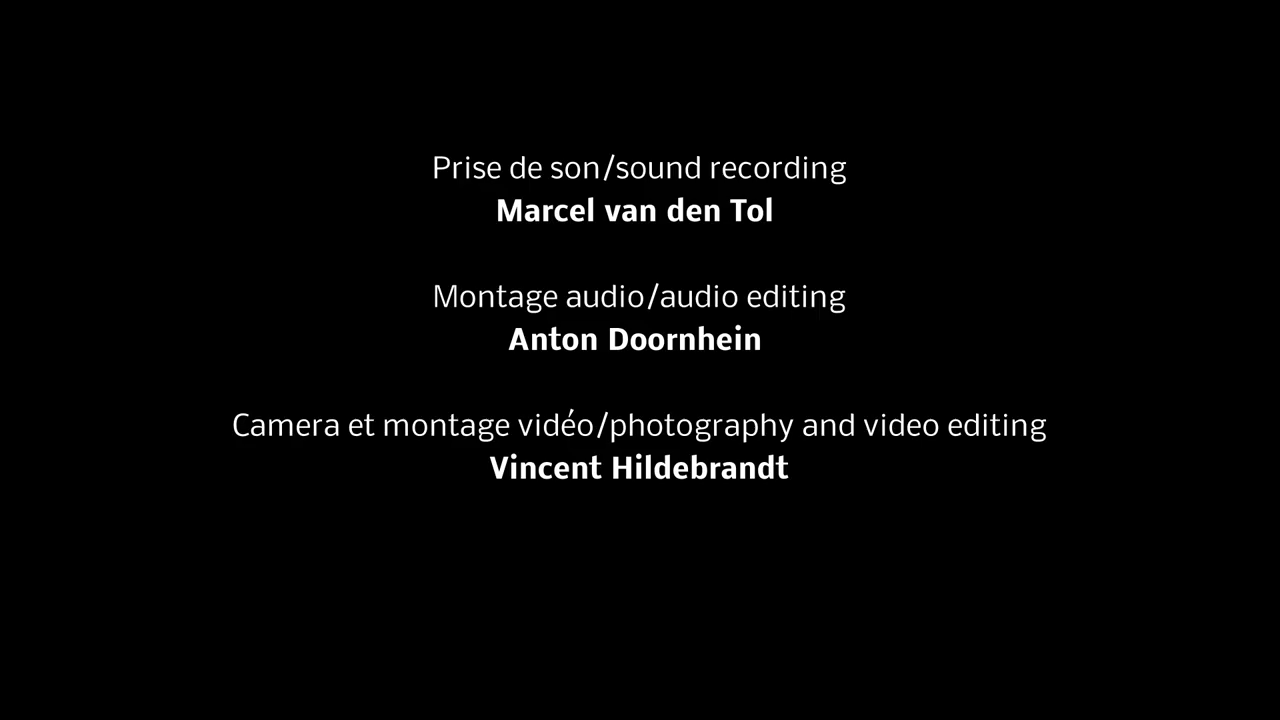 Prise de son/sound recording
Marcel van den Tol
Montage audio/audio editing
Anton Doornhein
Camera et montage vidéo/photography and video editing
Vincent Hildebrandt